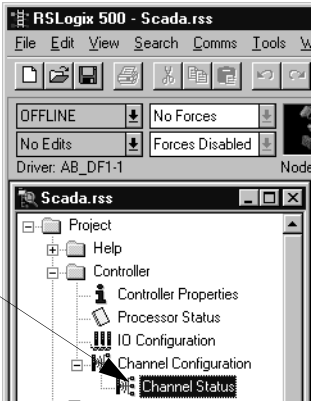 RSLogix 500 - Scada.rss
File Edit View Search Comms Tools
OFFLINE No Forces
No Edits Forces Disabled
Driver: AB_DF1-1 Node
Scada.rss
Project
Help
Controller
Controller Properties
Processor Status
IO Configuration
Channel Configuration
Channel Status